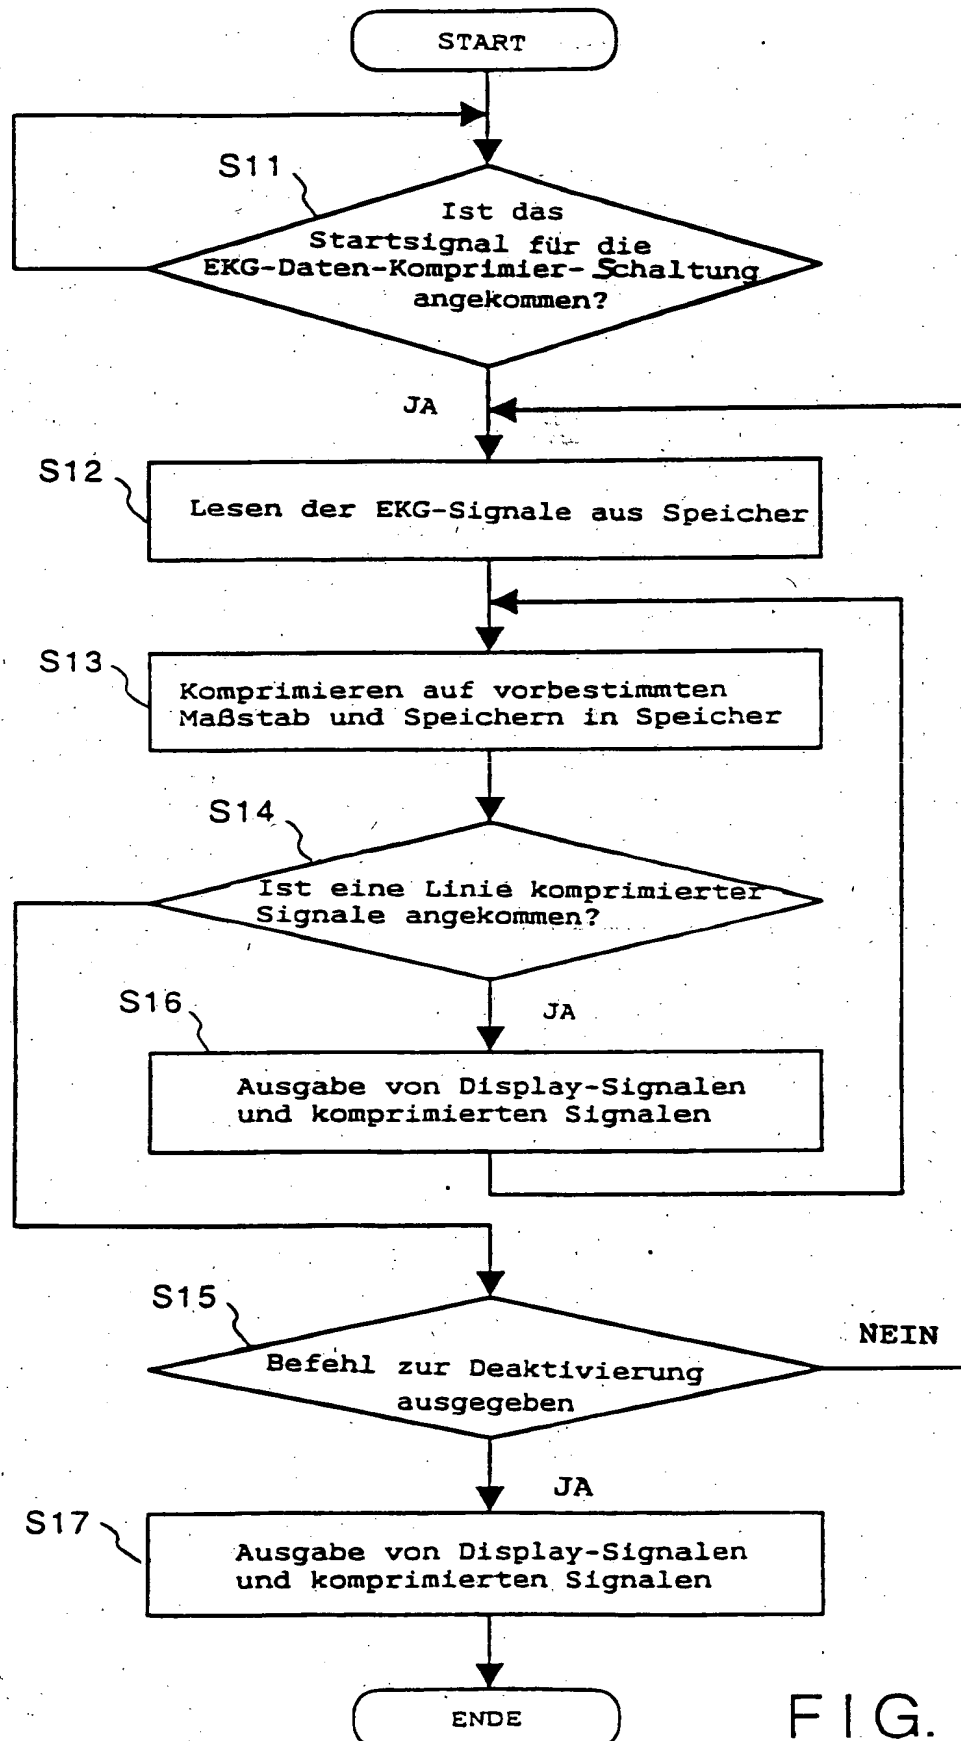 START
S11
Ist das
Startsignal für die
EKG-Daten-Komprimier-Schaltung
angekommen?
JA
S12
Lesen der EKG-Signale aus Speicher
S13
Komprimieren auf vorbestimmten
Maßstab und Speichern in Speicher
S14
Ist eine Linie komprimierter
Signale angekommen?
JA
S16
Ausgabe von Display-Signalen
und komprimierten Signalen
S15
NEIN
Befehl zur Deaktivierung
ausgegeben
JA
S17
Ausgabe von Display-Signalen
und komprimierten Signalen
ENDE
FIG.